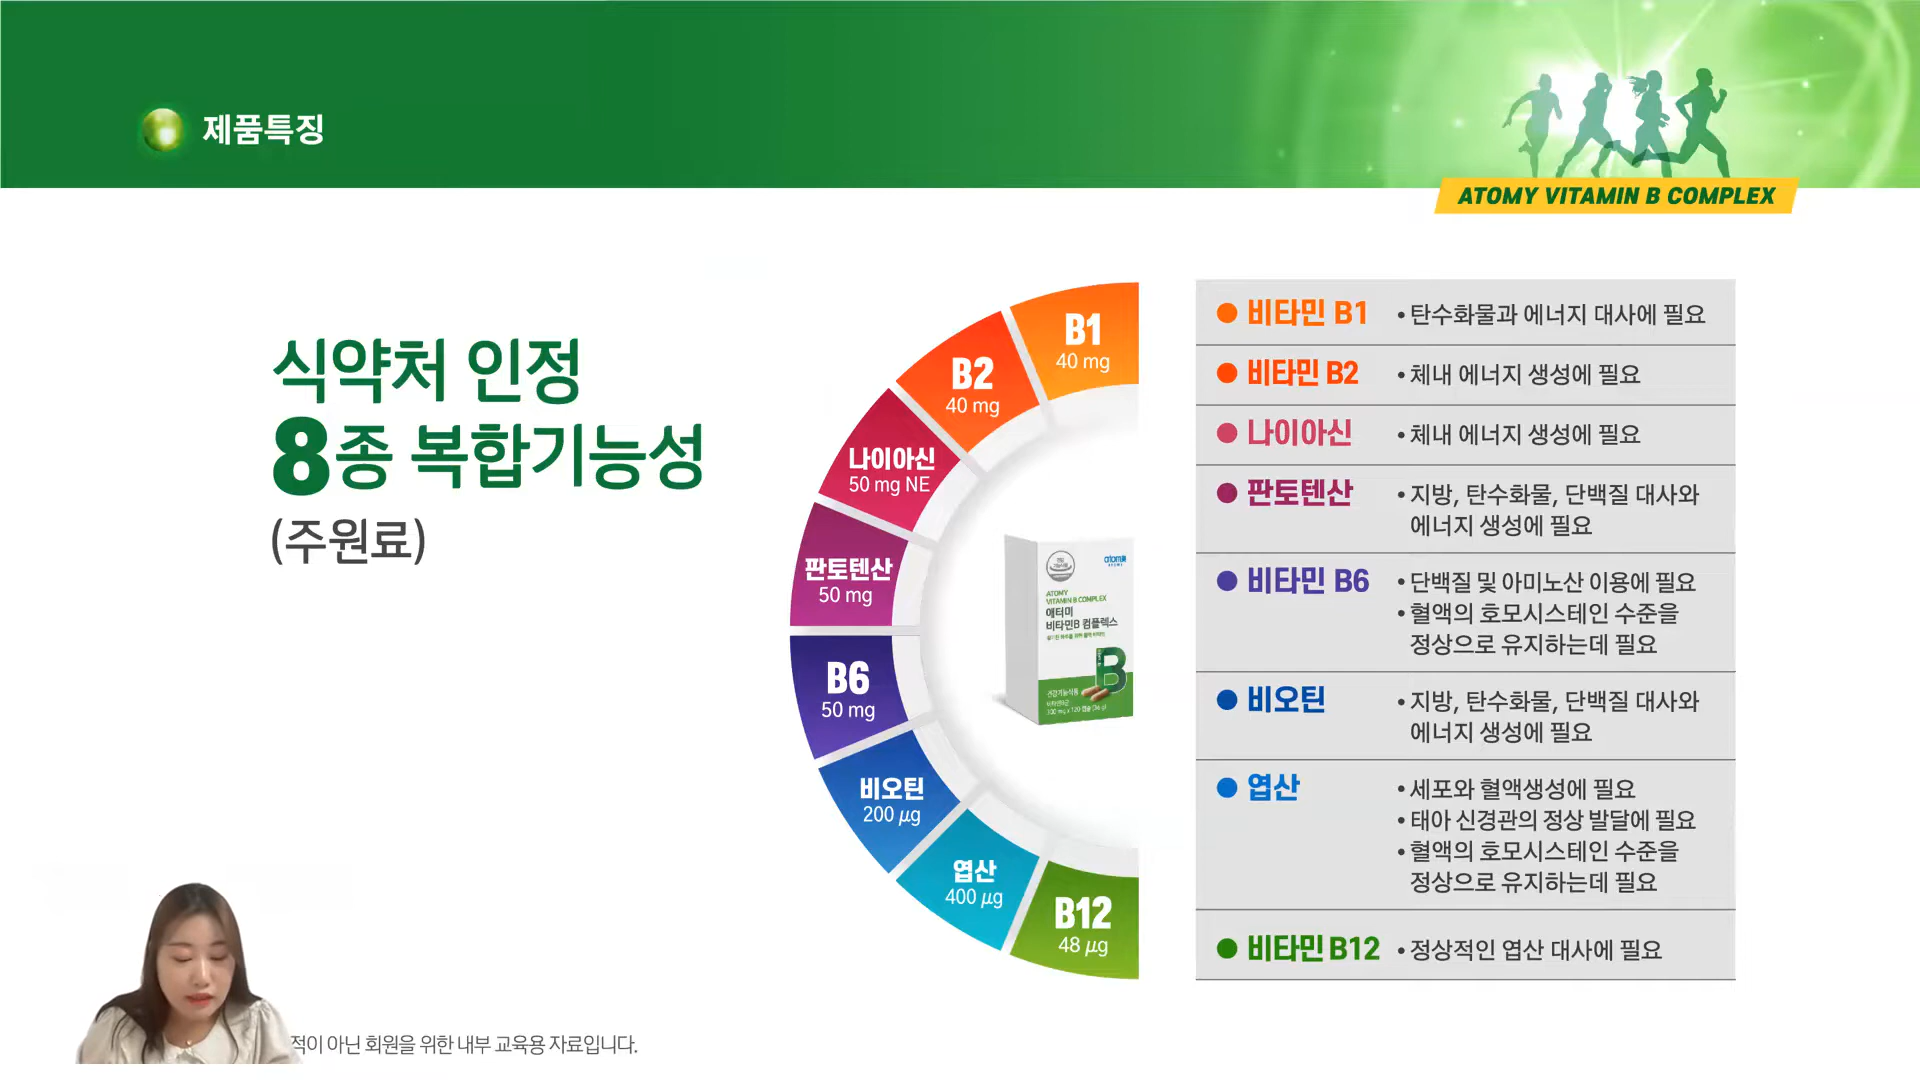 제품특징
ATOMY VITAMIN B COMPLEX
식약처 인정
8종 복합기능성
(주원료)
B1
40 mg
B2
40 mg
나이아신
50 mg NE
판토텐산
50 mg
B6
50 mg
비오틴
200 µg
엽산
400 µg
B12
48 µg
atom美
ATOMY
VITAMIN B COMPLEX
애터미
비타민B 컴플렉스
B
건강기능식품
비타민 B1 • 탄수화물과 에너지 대사에 필요
비타민 B2 • 체내 에너지 생성에 필요
나이아신 • 체내 에너지 생성에 필요
판토텐산 • 지방, 탄수화물, 단백질 대사와
에너지 생성에 필요
비타민 B6 • 단백질 및 아미노산 이용에 필요
• 혈액의 호모시스테인 수준을
정상으로 유지하는데 필요
비오틴 • 지방, 탄수화물, 단백질 대사와
에너지 생성에 필요
엽산 • 세포와 혈액생성에 필요
• 태아 신경관의 정상 발달에 필요
• 혈액의 호모시스테인 수준을
정상으로 유지하는데 필요
비타민 B12 • 정상적인 엽산 대사에 필요
적이 아닌 회원을 위한 내부 교육용 자료입니다.